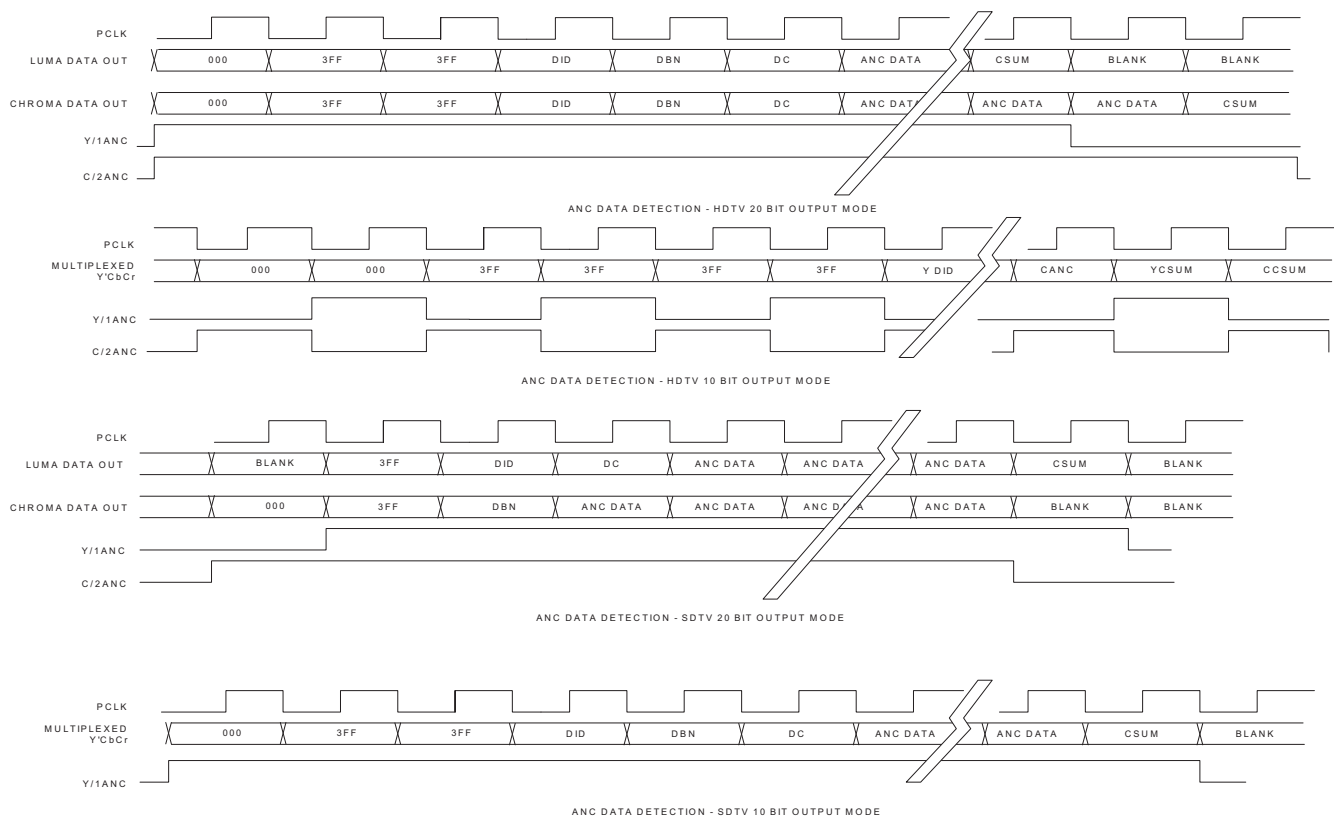 PCLK
LUMA DATA OUT 000 3FF 3FF DID DBN DC ANC DATA CSUM BLANK BLANK
CHROMA DATA OUT 000 3FF 3FF DID DBN DC ANC DATA ANC DATA ANC DATA CSUM
Y/1ANC
C/2ANC
ANC DATA DETECTION - HDTV 20 BIT OUTPUT MODE
PCLK
MULTIPLEXED
Y'CbCr 000 000 3FF 3FF 3FF 3FF Y DID CANC YCSUM CCSUM
Y/1ANC
C/2ANC
ANC DATA DETECTION - HDTV 10 BIT OUTPUT MODE
PCLK
LUMA DATA OUT BLANK 3FF DID DC ANC DATA ANC DATA ANC DATA CSUM BLANK
CHROMA DATA OUT 000 3FF DBN ANC DATA ANC DATA ANC DATA ANC DATA BLANK BLANK
Y/1ANC
C/2ANC
ANC DATA DETECTION - SDTV 20 BIT OUTPUT MODE
PCLK
MULTIPLEXED
Y'CbCr 000 3FF 3FF DID DBN DC ANC DATA ANC DATA CSUM BLANK
Y/1ANC
ANC DATA DETECTION - SDTV 10 BIT OUTPUT MODE